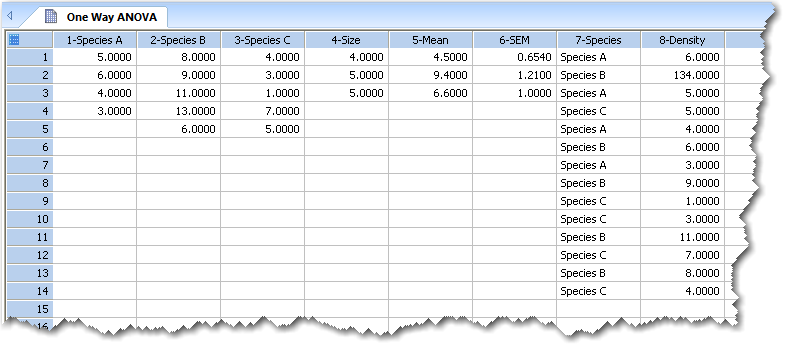 One Way ANOVA
1-Species A 2-Species B 3-Species C 4-Size 5-Mean 6-SEM 7-Species 8-Density
1 5.0000 8.0000 4.0000 4.0000 4.5000 0.6540 Species A 6.0000
2 6.0000 9.0000 3.0000 5.0000 9.4000 1.2100 Species B 134.0000
3 4.0000 11.0000 1.0000 5.0000 6.6000 1.0000 Species A 5.0000
4 3.0000 13.0000 7.0000 Species C 5.0000
5 6.0000 5.0000 Species A 4.0000
6 Species B 6.0000
7 Species A 3.0000
8 Species B 9.0000
9 Species C 1.0000
10 Species C 3.0000
11 Species B 11.0000
12 Species C 7.0000
13 Species B 8.0000
14 Species C 4.0000
15
16